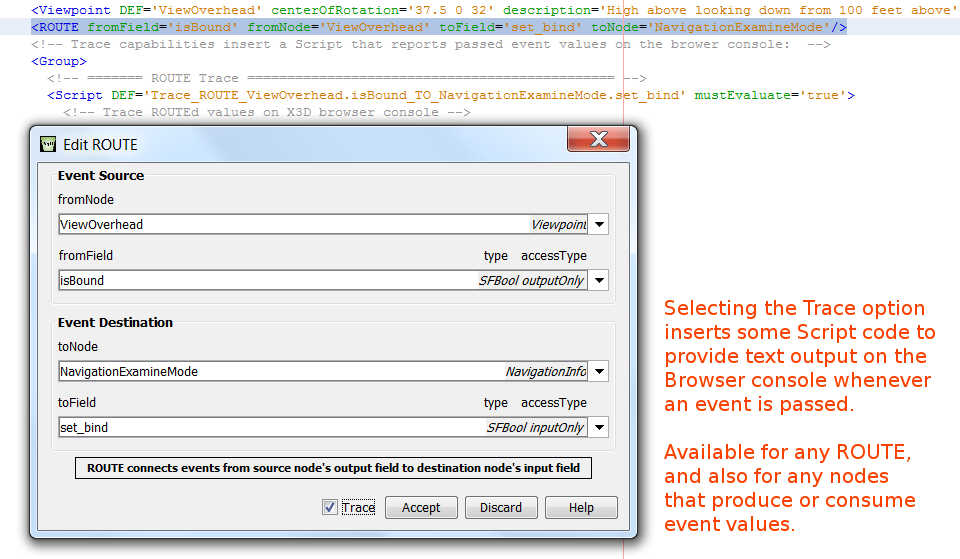 <Viewpoint DEF='ViewOverhead' centerOfRotation='37.5 0 32' description='High above looking down from 100 feet above'
<ROUTE fromField='isBound' fromNode='ViewOverhead' toField='set_bind' toNode='NavigationExamineMode'/>
<!-- Trace capabilities insert a Script that reports passed event values on the brower console:  -->
<Group>
<!-- ======= ROUTE Trace ============================================== -->
<Script DEF='Trace_ROUTE_ViewOverhead.isBound_TO_NavigationExamineMode.set_bind' mustEvaluate='true'>
<!-- Trace ROUTEd values on X3D browser console -->
Edit ROUTE
Event Source
fromNode
ViewOverhead Viewpoint
fromField type accessType
isBound SFBool outputOnly
Event Destination
toNode
NavigationExamineMode NavigationInfo
toField type accessType
set_bind SFBool inputOnly
ROUTE connects events from source node's output field to destination node's input field
Trace Accept Discard Help
Selecting the Trace option
inserts some Script code to
provide text output on the
Browser console whenever
an event is passed.
Available for any ROUTE,
and also for any nodes
that produce or consume
event values.